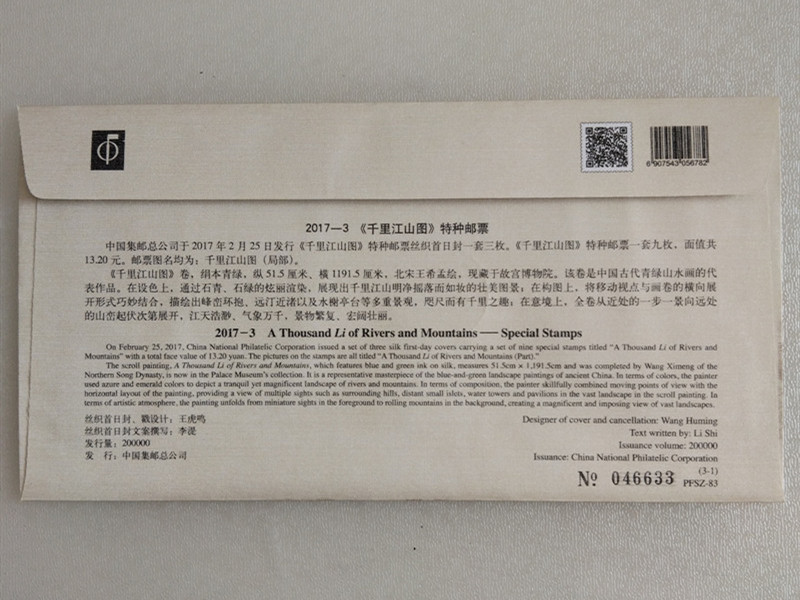 6907543056782
2017—3 《千里江山图》特种邮票
中国集邮总公司于 2017 年 2 月 25 日发行《千里江山图》特种邮票丝织首日封一套三枚。《千里江山图》特种邮票一套九枚，面值共
13.20 元。邮票图名均为：千里江山图（局部）。
《千里江山图》卷，绢本青绿，纵 51.5 厘米、横 1191.5 厘米，北宋王希孟绘，现藏于故宫博物院。该卷是中国古代青绿山水画的代
表作品。在设色上，通过石青、石绿的炫丽渲染，展现出千里江山明净摇落而如妆的壮美图景；在构图上，将移动视点与画卷的横向展
开形式巧妙结合，描绘出峰峦环抱、远汀近渚以及水榭亭台等多重景观，咫尺而有千里之趣；在意境上，全卷从近处的一步一景向远处
的山峦起伏次第展开，江天浩渺、气象万千，景物繁复、宏阔壮丽。
2017－3 A Thousand Li of Rivers and Mountains — Special Stamps
On February 25, 2017, China National Philatelic Corporation issued a set of three silk first-day covers carrying a set of nine special stamps titled "A Thousand Li of Rivers and
Mountains" with a total face value of 13.20 yuan. The pictures on the stamps are all titled "A Thousand Li of Rivers and Mountains (Part)."
The scroll painting, A Thousand Li of Rivers and Mountains, which features blue and green ink on silk, measures 51.5cm × 1,191.5cm and was completed by Wang Ximeng of the
Northern Song Dynasty, is now in the Palace Museum's collection. It is a representative masterpiece of the blue-and-green landscape paintings of ancient China. In terms of colors, the painter
used azure and emerald colors to depict a tranquil yet magnificent landscape of rivers and mountains. In terms of composition, the painter skillfully combined moving points of view with the
horizontal layout of the painting, providing a view of multiple sights such as surrounding hills, distant small islets, water towers and pavilions in the vast landscape in the scroll painting. In
terms of artistic atmosphere, the painting unfolds from miniature sights in the foreground to rolling mountains in the background, creating a magnificent and imposing view of vast landscapes.
丝织首日封、戳设计：王虎鸣
丝织首日封文案撰写：李湜
发行量：200000
发 行：中国集邮总公司
Designer of cover and cancellation: Wang Huming
Text written by: Li Shi
Issuance volume: 200000
Issuance: China National Philatelic Corporation
(3-1)
№ 046633 PFSZ-83